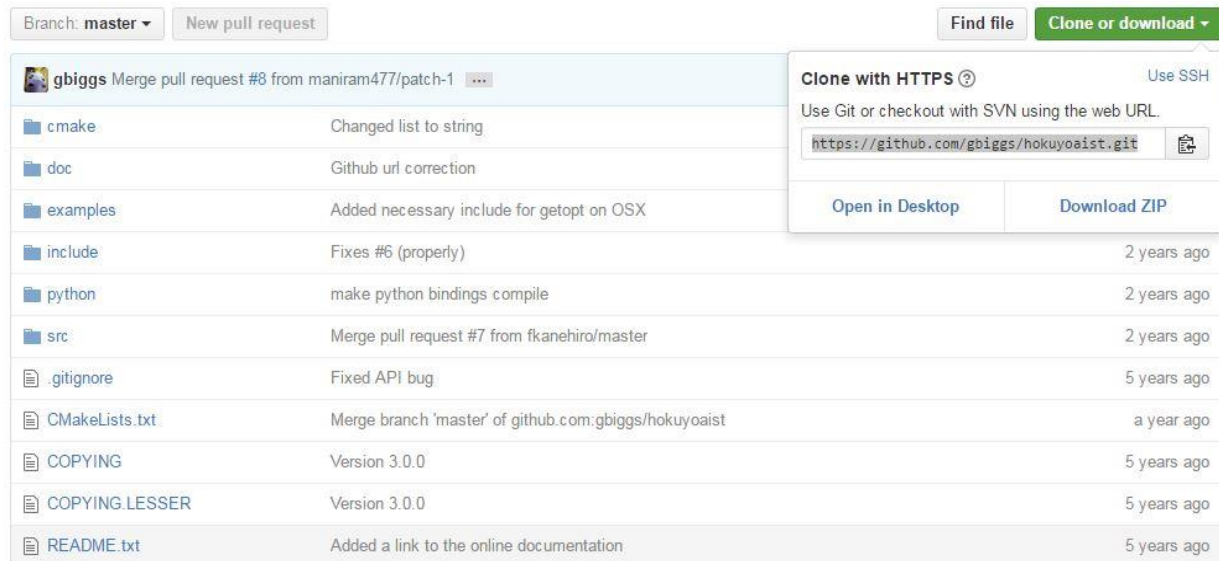 Branch: master New pull request Find file Clone or download
gbiggs Merge pull request #8 from maniram477/patch-1 ...
Clone with HTTPS ? Use SSH
Use Git or checkout with SVN using the web URL.
https://github.com/gbiggs/hokuyoaist.git
Open in Desktop Download ZIP
cmake Changed list to string
doc Github url correction
examples Added necessary include for getopt on OSX
include Fixes #6 (properly) 2 years ago
python make python bindings compile 2 years ago
src Merge pull request #7 from fkanehiro/master 2 years ago
.gitignore Fixed API bug 5 years ago
CMakeLists.txt Merge branch 'master' of github.com:gbiggs/hokuyoaist a year ago
COPYING Version 3.0.0 5 years ago
COPYING.LESSER Version 3.0.0 5 years ago
README.txt Added a link to the online documentation 5 years ago